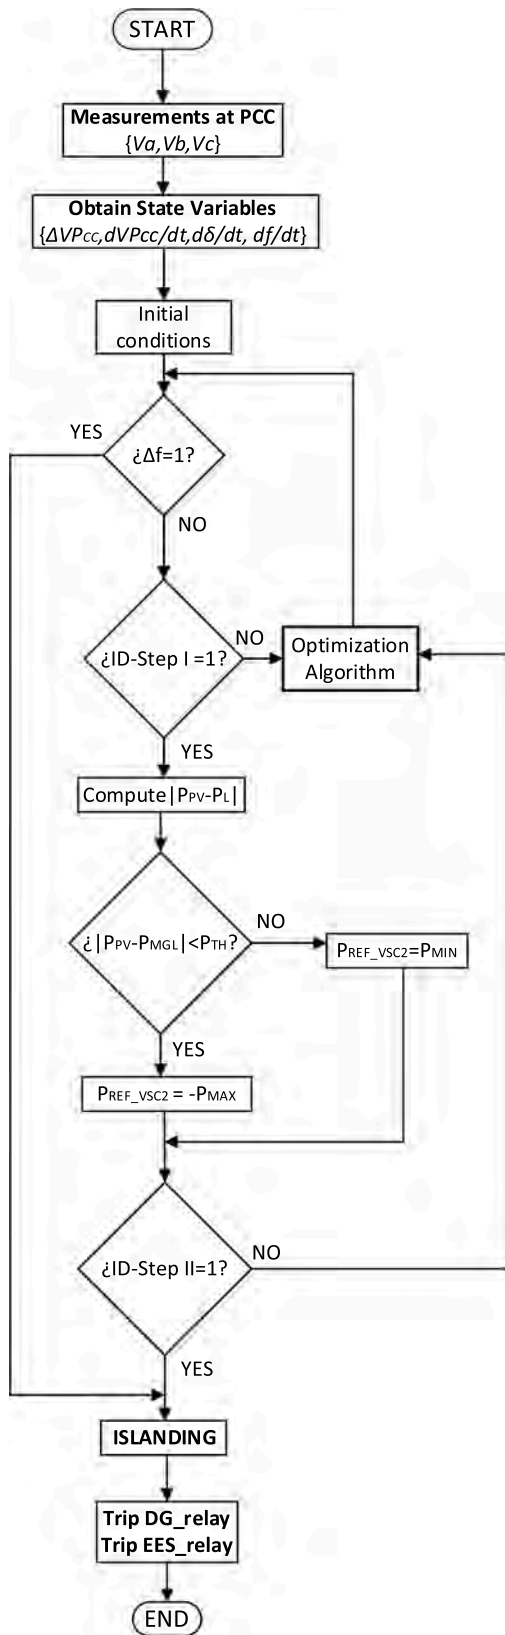 START
Measurements at PCC
{Va,Vb,Vc}
Obtain State Variables
{ΔVPCC,dVPcc/dt,dδ/dt, df/dt}
Initial
conditions
YES
¿Δf=1?
NO
¿ID-Step I =1?
NO
Optimization
Algorithm
YES
Compute|PPV-PL|
¿|PPV-PMGL|<PTH?
NO
PREF_VSC2=PMIN
YES
PREF_VSC2 = -PMAX
¿ID-Step II=1?
NO
YES
ISLANDING
Trip DG_relay
Trip EES_relay
END